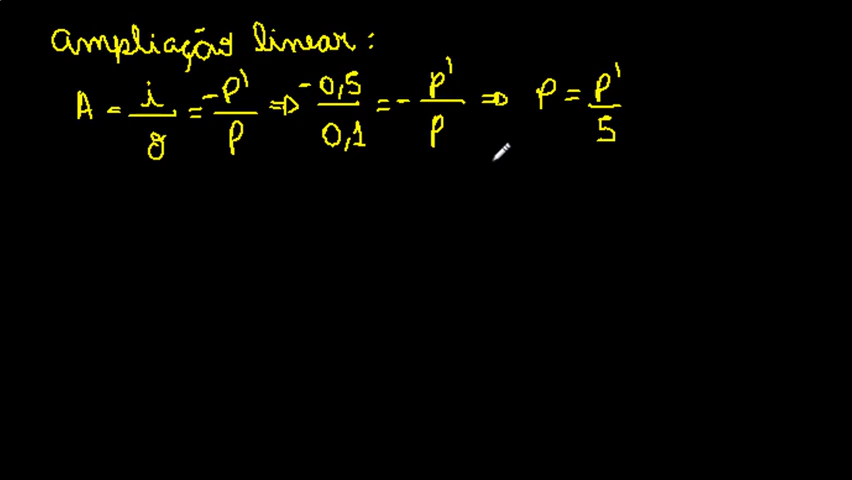 Ampliação linear:
A = i/o = -p'/p ⇒ -0,5/0,1 = -p'/p ⇒ p = p'/5